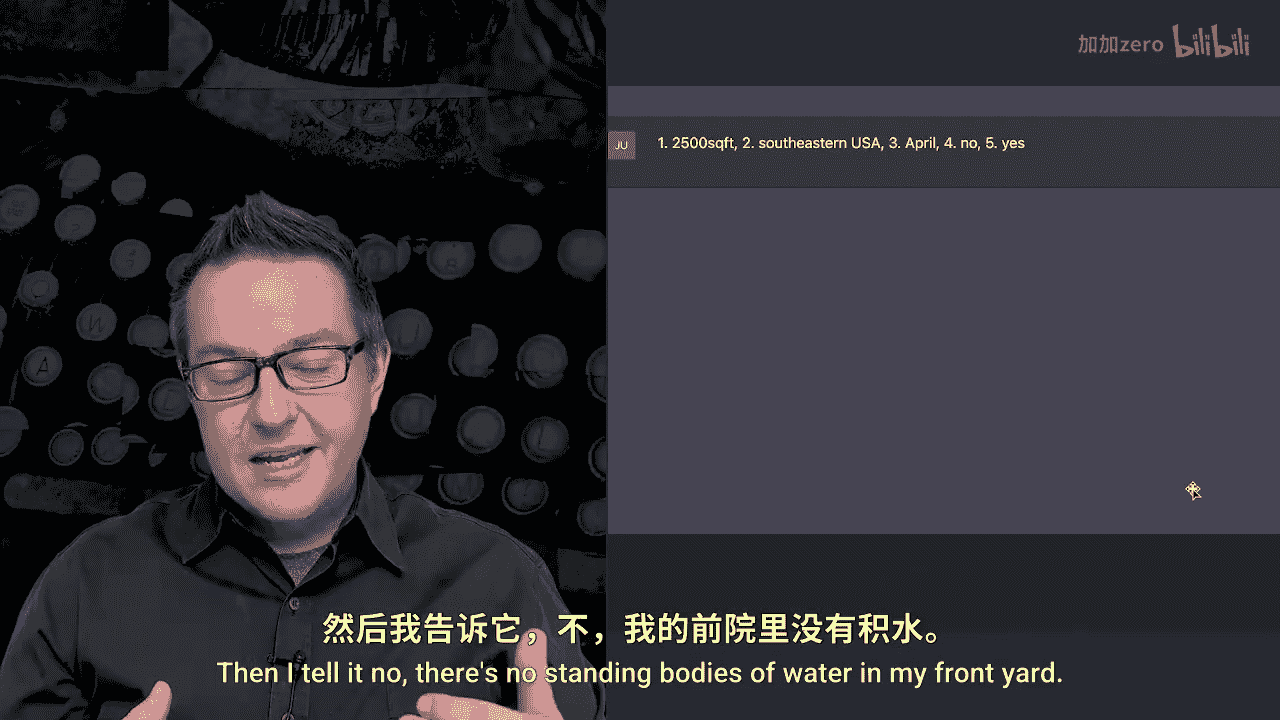 加加zero bilibili
JU 1. 2500sqft, 2. southeastern USA, 3. April, 4. no, 5. yes
然后我告诉它，不，我的前院里没有积水。
Then I tell it no, there's no standing bodies of water in my front yard.